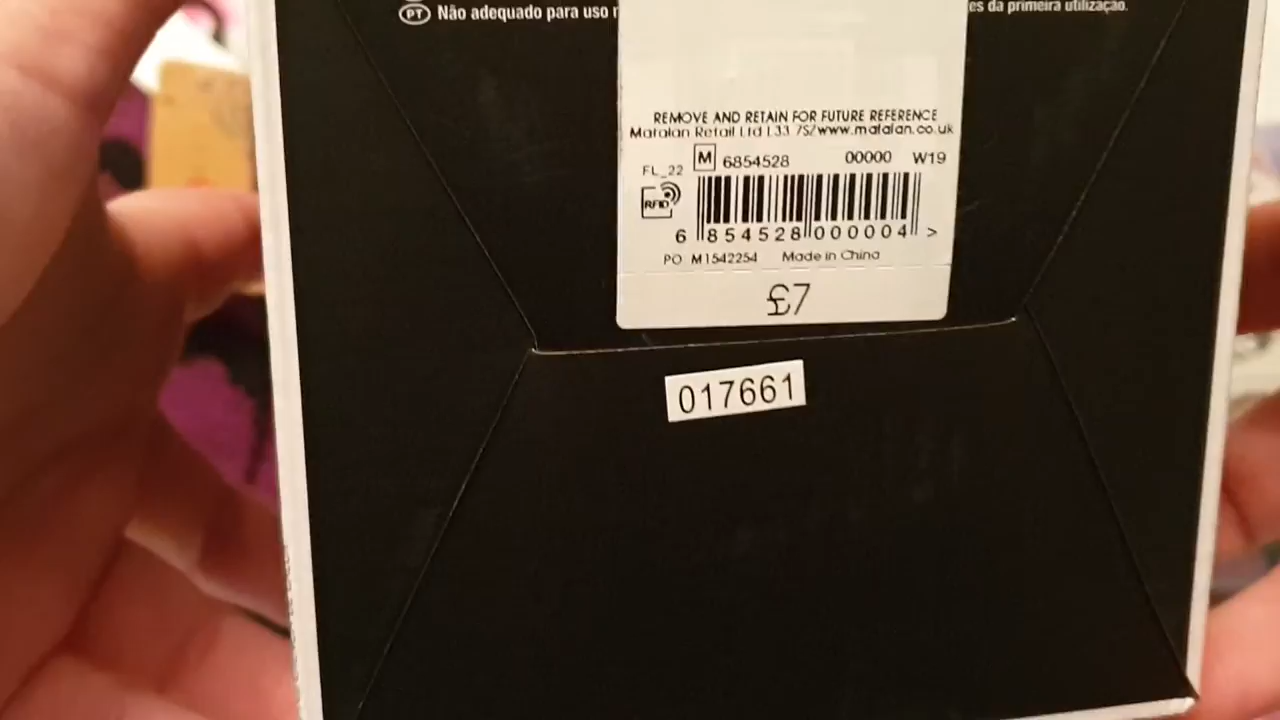 PT Não adequado para uso
es da primeira utilização.
REMOVE AND RETAIN FOR FUTURE REFERENCE
Matalan Retail Ltd L33 7SZ www.matalan.co.uk
M 6854528 00000 W19
FL_22
RFID
6 854528 000004 >
PO M1542254 Made in China
£7
017661